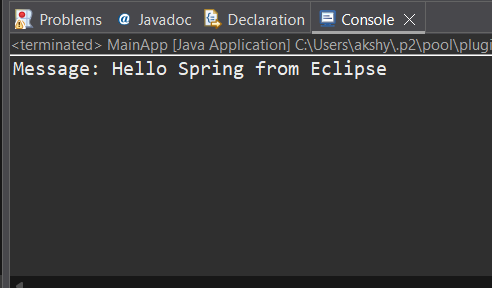 Problems @ Javadoc Declaration Console
<terminated> MainApp [Java Application] C:\Users\akshy\.p2\pool\plugi
Message: Hello Spring from Eclipse